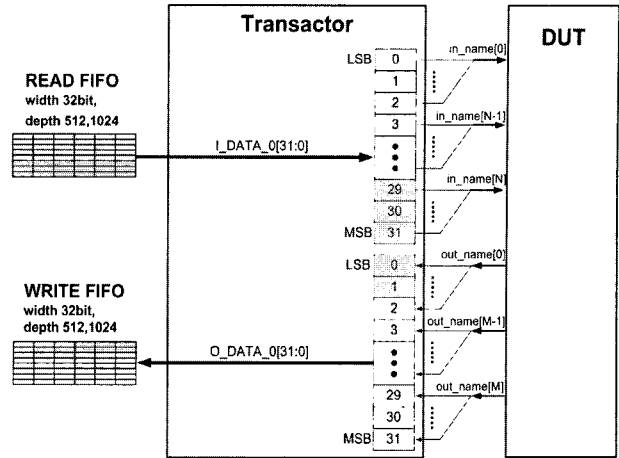 Transactor
DUT
READ FIFO
width 32bit,
depth 512,1024
I_DATA_0[31:0]
LSB
0
1
2
3
29
30
MSB
31
in_name[0]
in_name[N-1]
in_name[N]
WRITE FIFO
width 32bit,
depth 512,1024
O_DATA_0[31:0]
LSB
0
1
2
3
29
30
MSB
31
out_name[0]
out_name[M-1]
out_name[M]